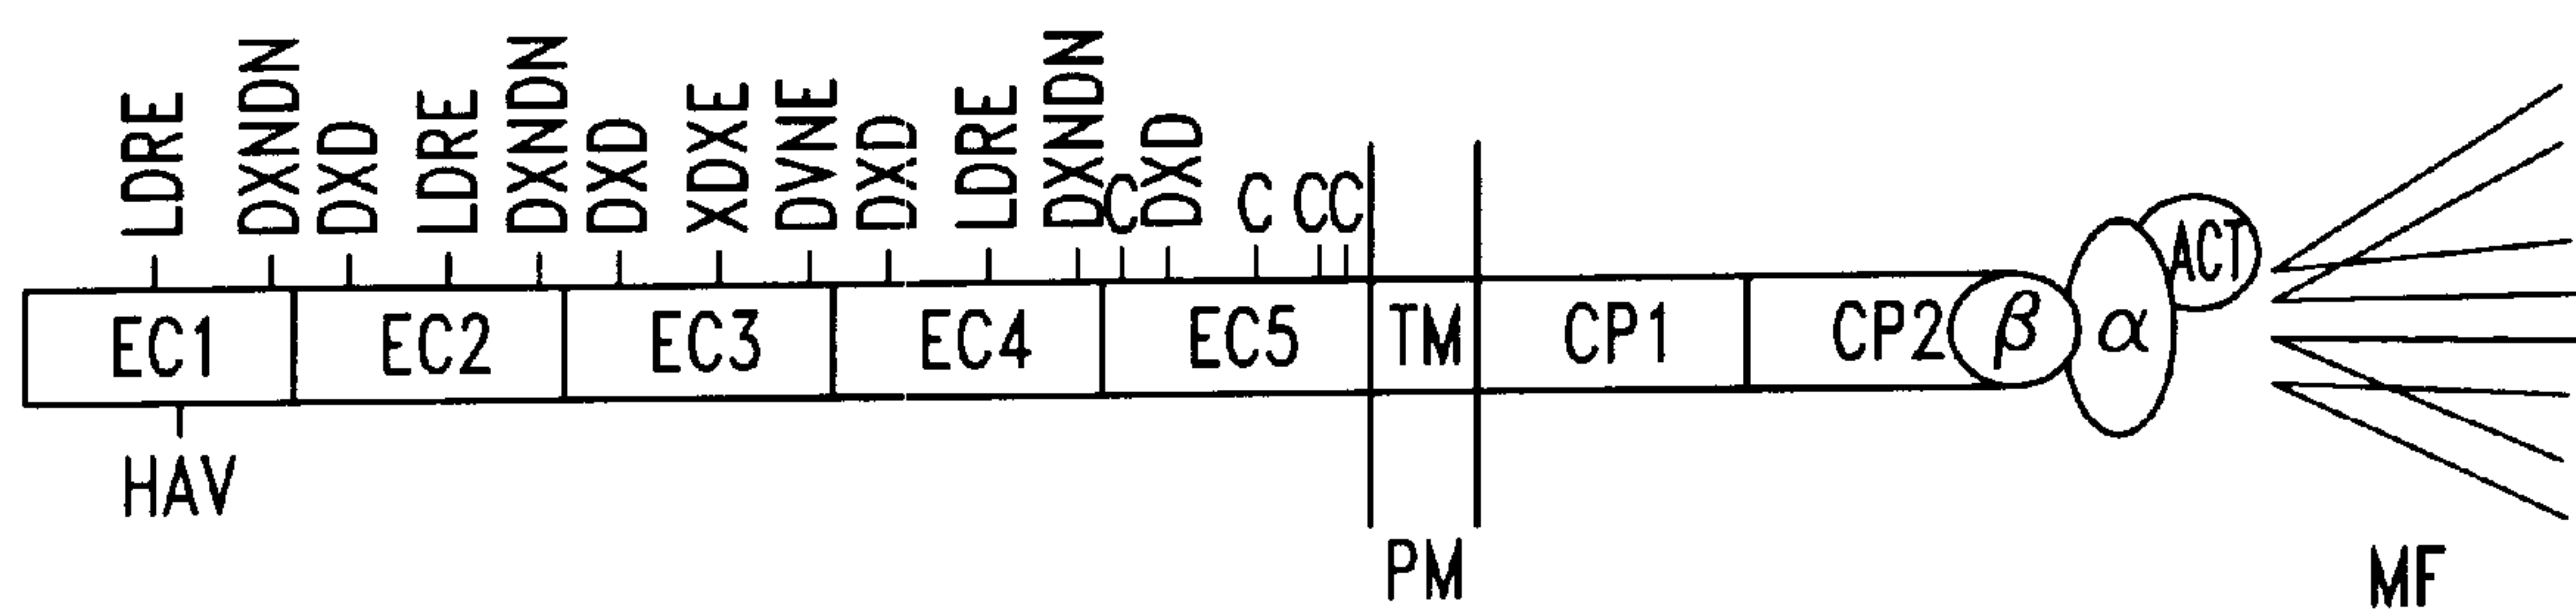 LDRE DXNDN DXD LDRE DXNDN DXD XDXE DVNE DXD LDRE DXNDN C DXD C C C
EC1 EC2 EC3 EC4 EC5 TM CP1 CP2 β α ACT
HAV
PM
MF